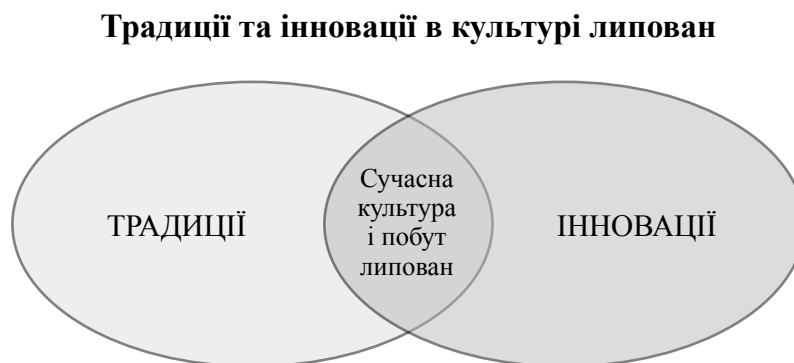 Традиції та інновації в культурі липован
Сучасна
культура
і побут
липован
ТРАДИЦІЇ
ІННОВАЦІЇ